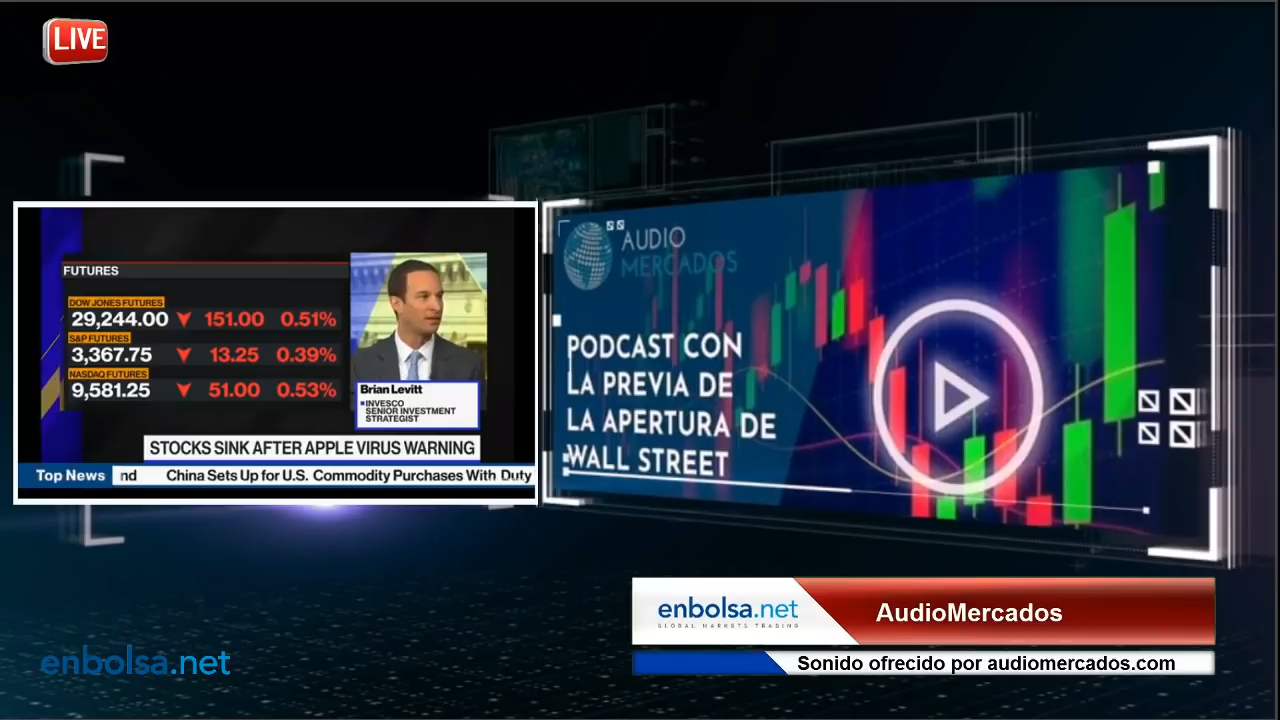 LIVE
FUTURES
DOW JONES FUTURES
29,244.00 151.00 0.51%
S&P FUTURES
3,367.75 13.25 0.39%
NASDAQ FUTURES
9,581.25 51.00 0.53%
Brian Levitt
INVESCO
SENIOR INVESTMENT
STRATEGIST
STOCKS SINK AFTER APPLE VIRUS WARNING
Top News nd China Sets Up for U.S. Commodity Purchases With Duty
AUDIO
MERCADOS
PODCAST CON
LA PREVIA DE
LA APERTURA DE
WALL STREET
enbolsa.net
GLOBAL MARKETS TRADING
AudioMercados
Sonido ofrecido por audiomercados.com
enbolsa.net